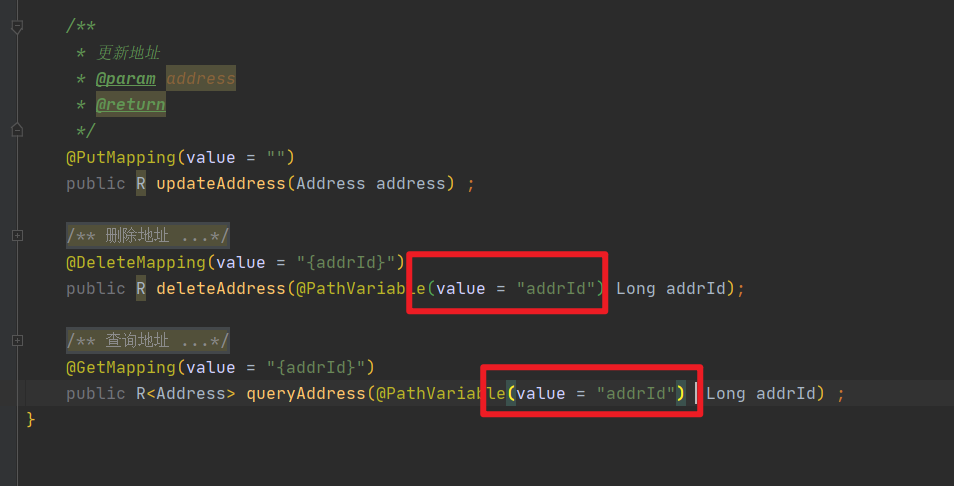 /**
* 更新地址
* @param address
* @return
*/
@PutMapping(value = "")
public R updateAddress(Address address) ;
/** 删除地址 ...*/
@DeleteMapping(value = "{addrId}")
public R deleteAddress(@PathVariable(value = "addrId") Long addrId);
/** 查询地址 ...*/
@GetMapping(value = "{addrId}")
public R<Address> queryAddress(@PathVariable(value = "addrId") Long addrId) ;
}